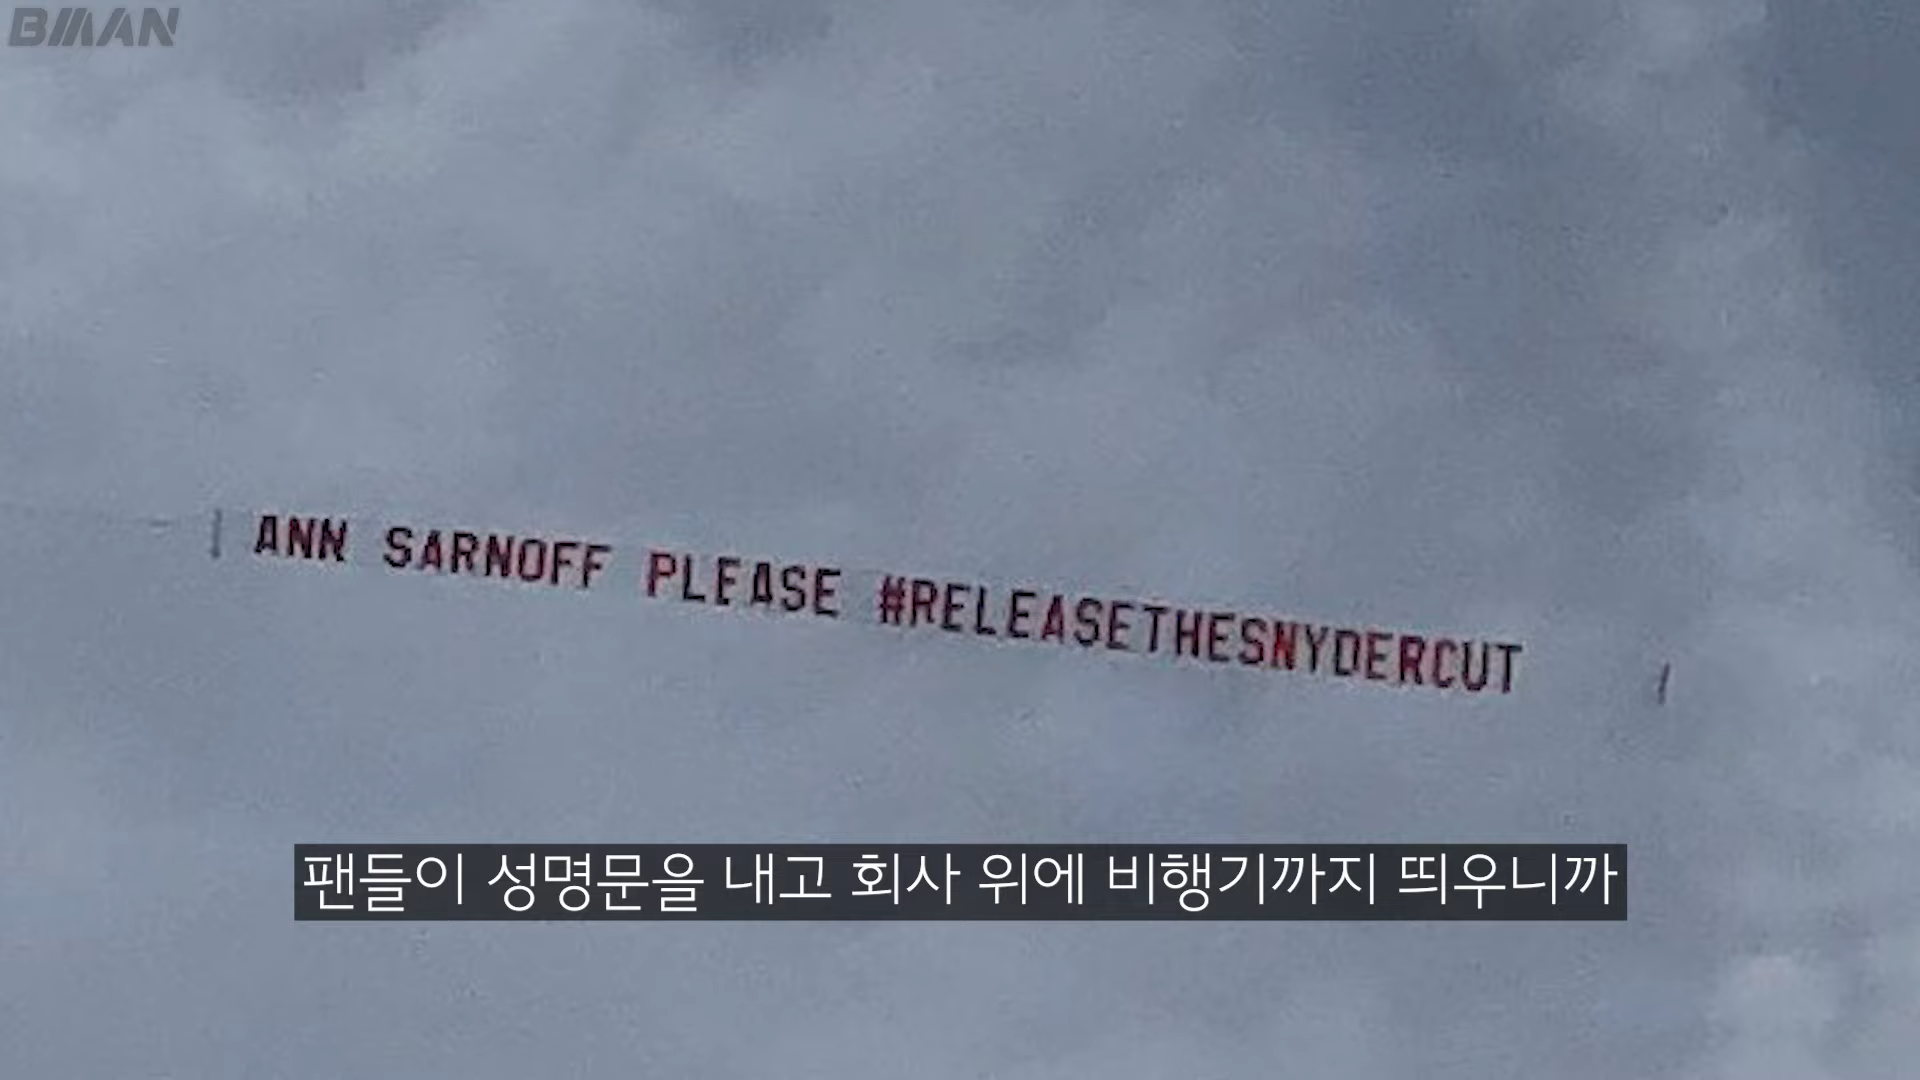 BMAN
ANN SARNOFF PLEASE #RELEASETHESNYDERCUT
팬들이 성명문을 내고 회사 위에 비행기까지 띄우니까